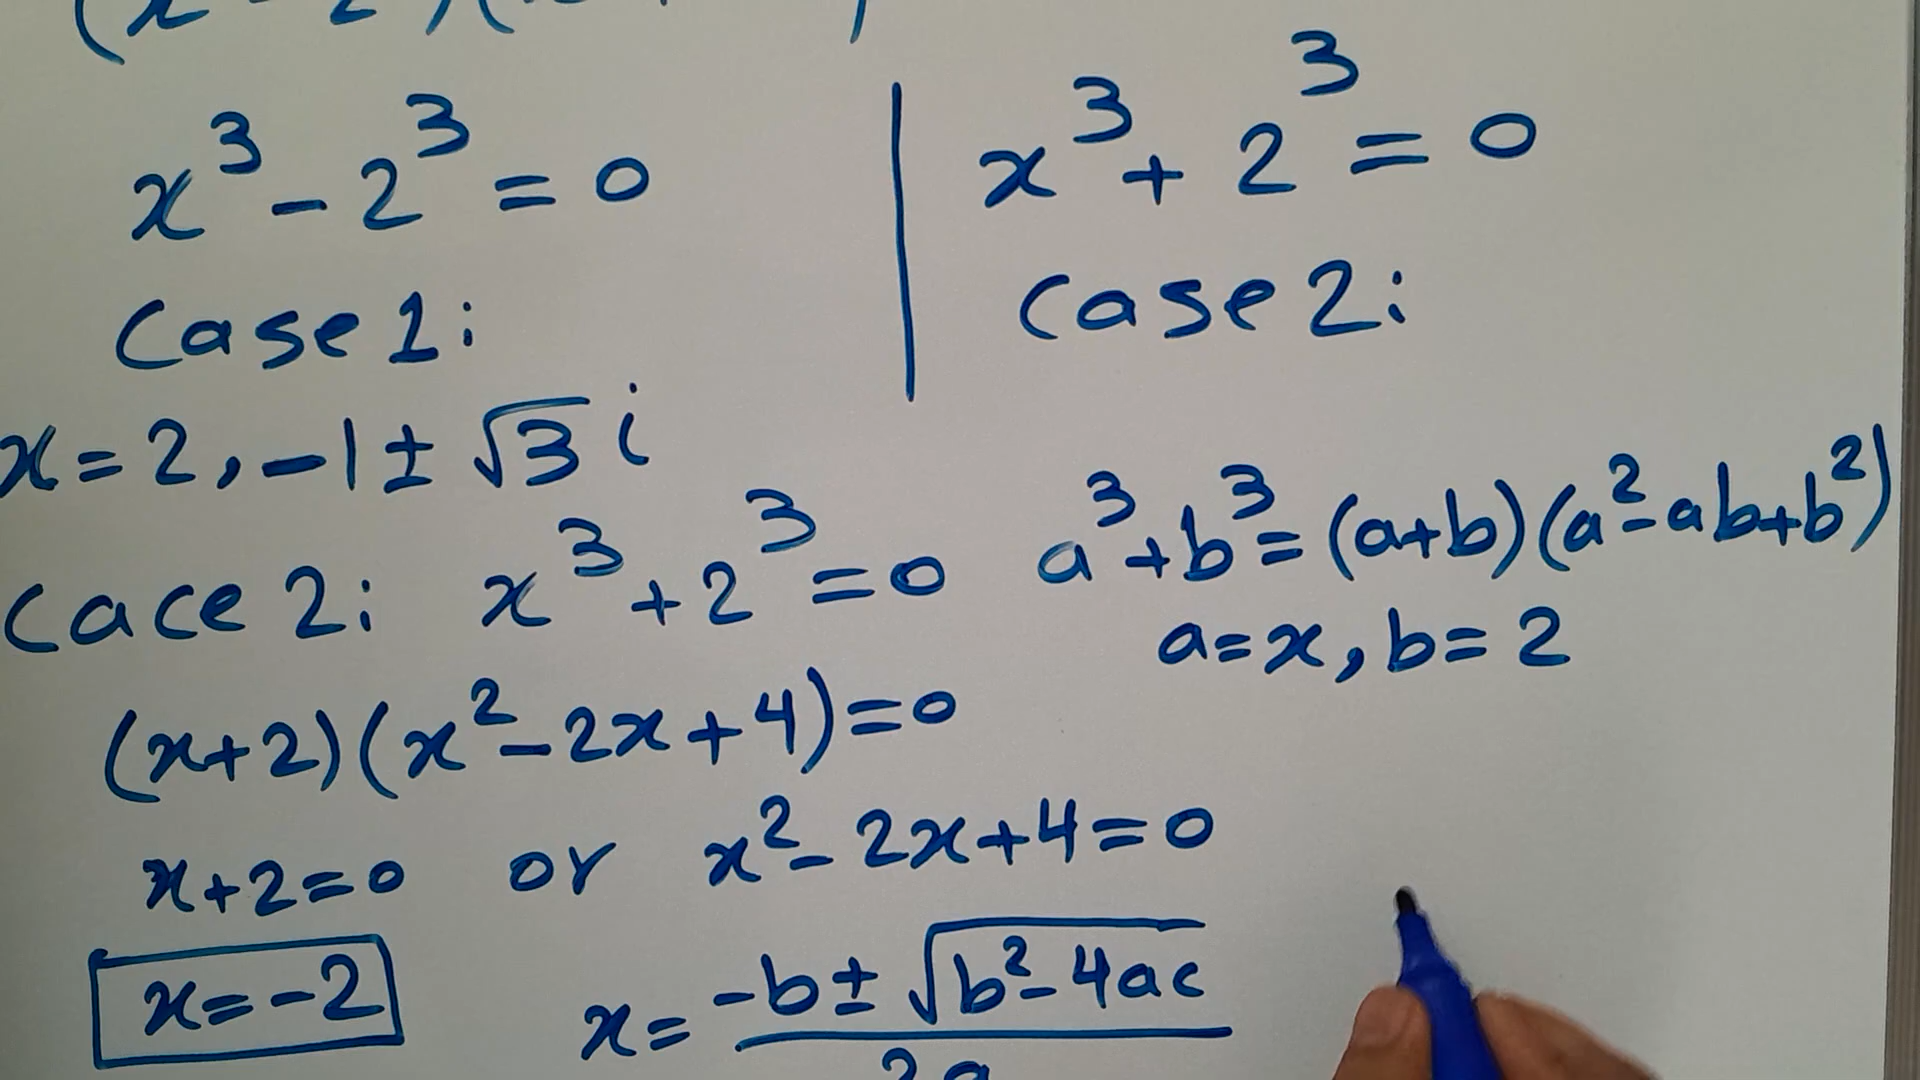 x³ - 2³ = 0 | x³ + 2³ = 0
Case 1: | Case 2:
x = 2, -1 ± √3 i
a³+b³ = (a+b)(a²-ab+b²)
Cace 2: x³ + 2³ = 0
a = x, b = 2
(x+2)(x²-2x+4) = 0
x+2=0 or x²-2x+4=0
x=-2
x = (-b ± √(b²-4ac))/2a